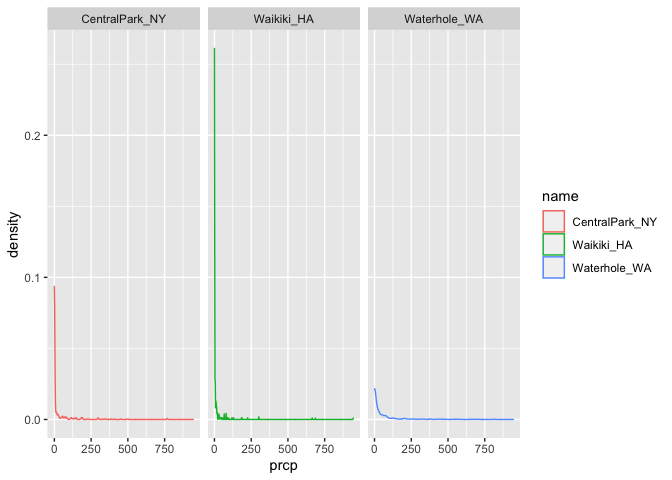 CentralPark_NY Waikiki_HA Waterhole_WA
0.2
0.1
0.0
density
0 250 500 750 0 250 500 750 0 250 500 750
prcp
name
CentralPark_NY
Waikiki_HA
Waterhole_WA